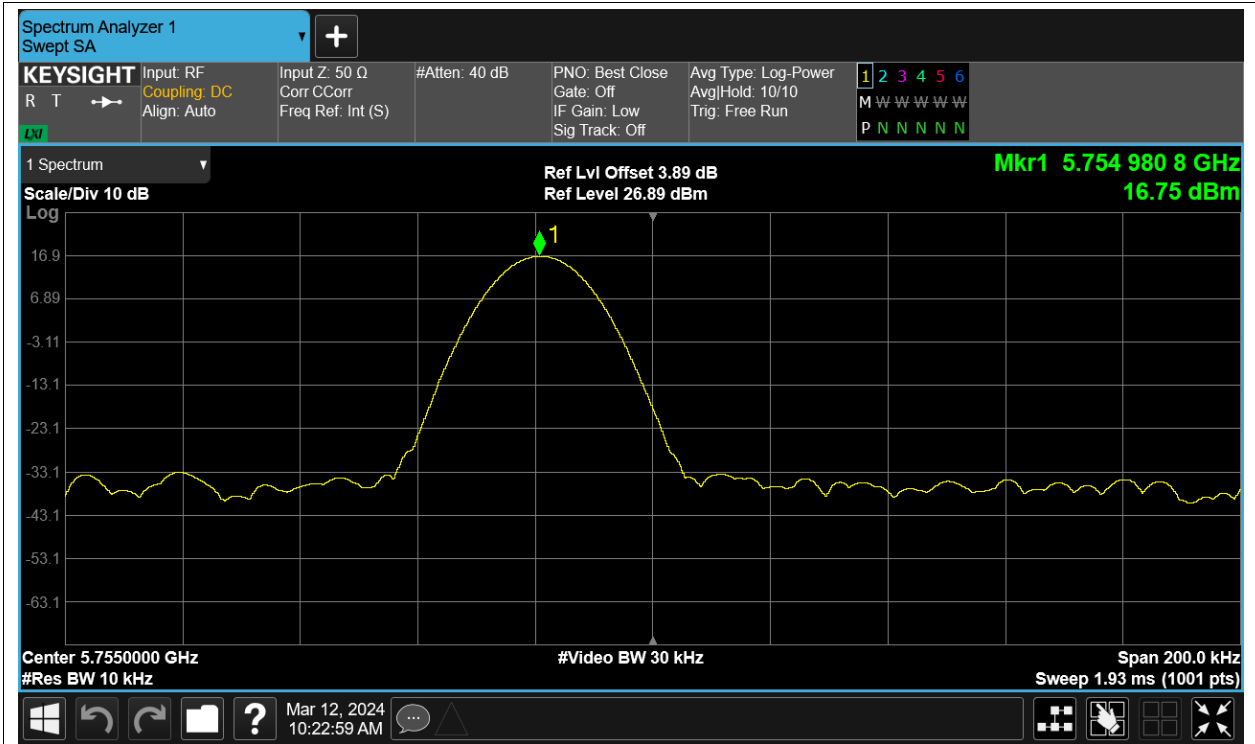 Spectrum Analyzer 1
Swept SA
KEYSIGHT
R T
LXI
Input: RF
Coupling: DC
Align: Auto
Input Z: 50 Ω
Corr CCorr
Freq Ref: Int (S)
#Atten: 40 dB
PNO: Best Close
Gate: Off
IF Gain: Low
Sig Track: Off
Avg Type: Log-Power
Avg|Hold: 10/10
Trig: Free Run
1 2 3 4 5 6
M W W W W W
P N N N N N
1 Spectrum
Scale/Div 10 dB
Log
Ref Lvl Offset 3.89 dB
Ref Level 26.89 dBm
Mkr1 5.754 980 8 GHz
16.75 dBm
1
16.9
6.89
-3.11
-13.1
-23.1
-33.1
-43.1
-53.1
-63.1
Center 5.7550000 GHz
#Res BW 10 kHz
#Video BW 30 kHz
Span 200.0 kHz
Sweep 1.93 ms (1001 pts)
?
Mar 12, 2024
10:22:59 AM